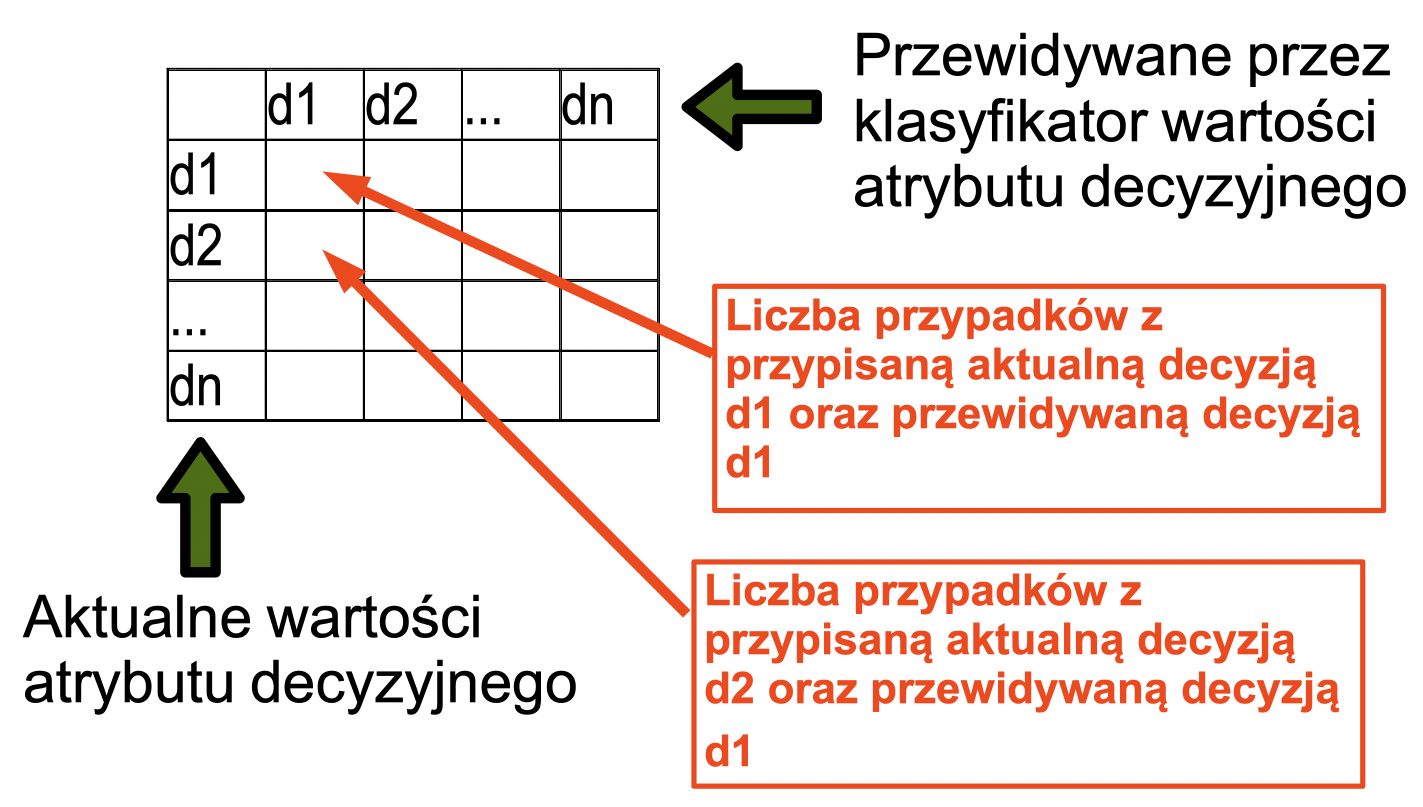 Przewidywane przez
klasyfikator wartości
atrybutu decyzyjnego
d1 d2 ... dn
d1
d2
...
dn
Liczba przypadków z
przypisaną aktualną decyzją
d1 oraz przewidywaną decyzją
d1
Aktualne wartości
atrybutu decyzyjnego
Liczba przypadków z
przypisaną aktualną decyzją
d2 oraz przewidywaną decyzją
d1